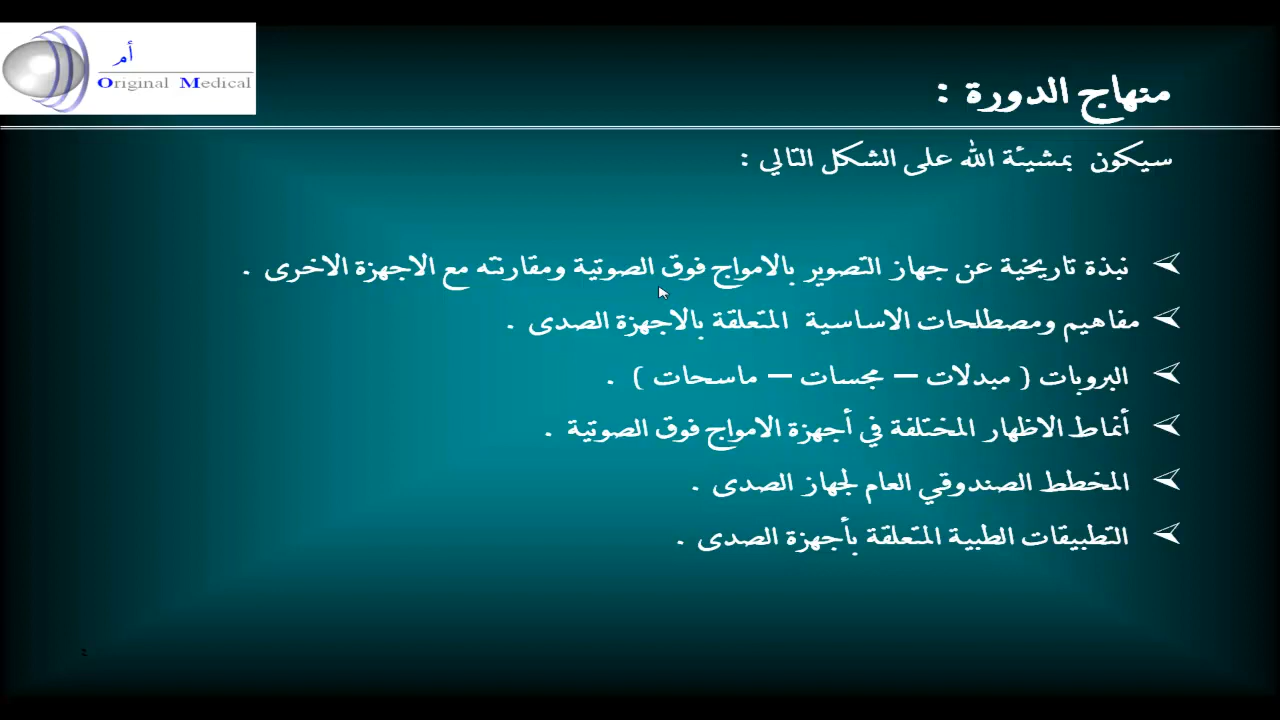 أم
Original Medical
منهاج الدورة :
سيكون بمشيئة الله على الشكل التالي :
نبذة تاريخية عن جهاز التصوير بالامواج فوق الصوتية ومقارنته مع الاجهزة الاخرى .
مفاهيم ومصطلحات الاساسية المتعلقة بالاجهزة الصدى .
البروبات ( مبدلات – مجسات – ماسحات ) .
أنماط الاظهار المختلفة في أجهزة الامواج فوق الصوتية .
المخطط الصندوقي العام لجهاز الصدى .
التطبيقات الطبية المتعلقة بأجهزة الصدى .
2